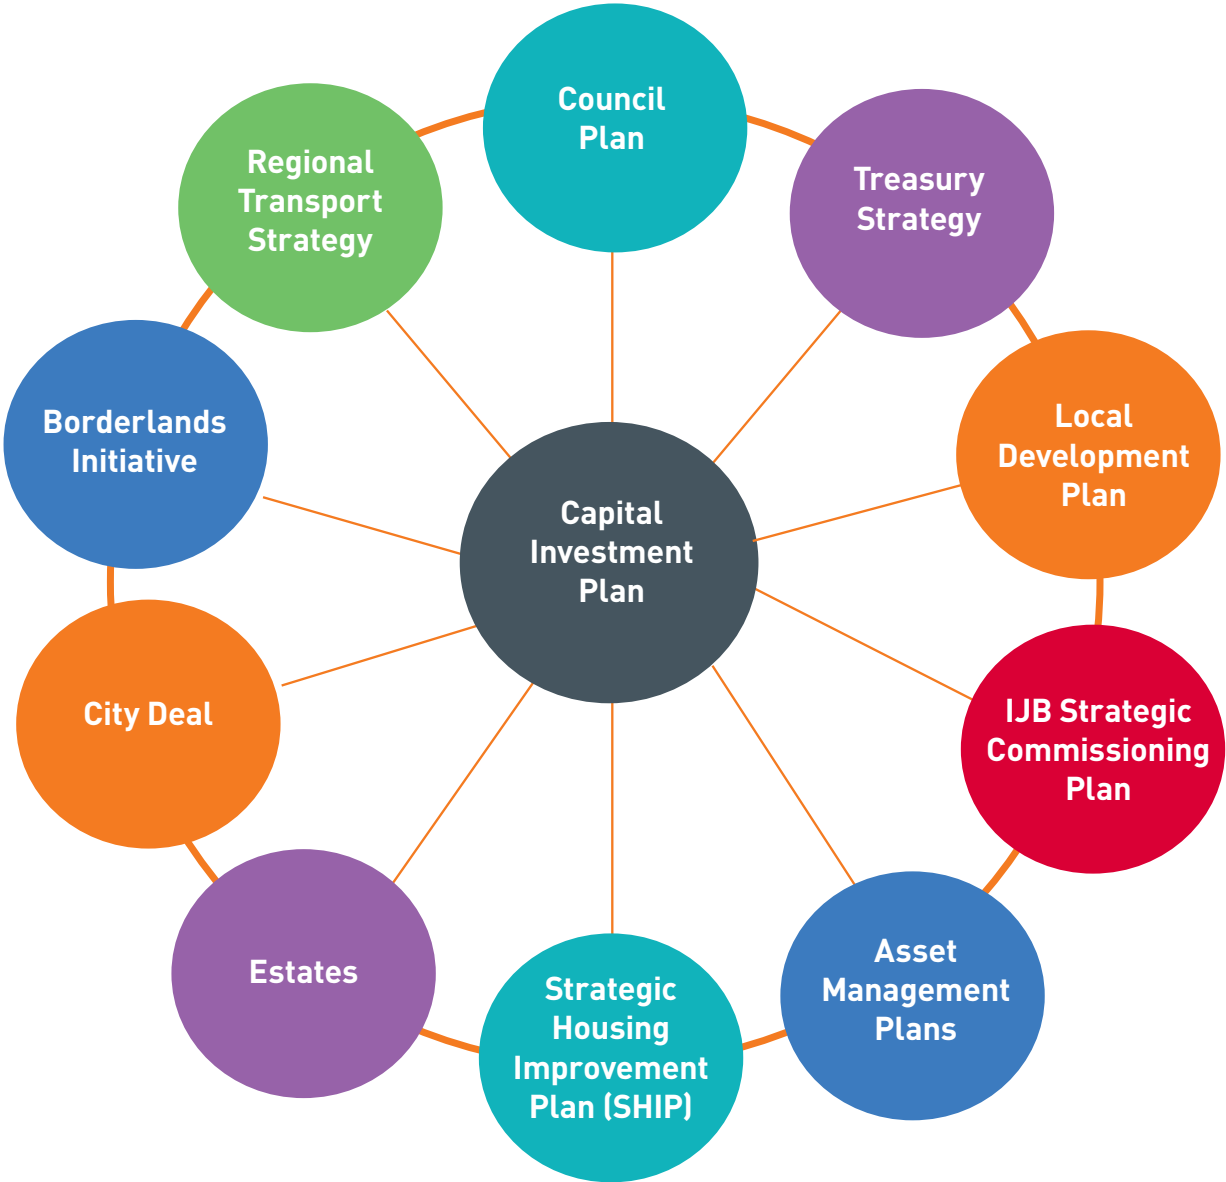 Council
Plan
Treasury
Strategy
Local
Development
Plan
IJB Strategic
Commissioning
Plan
Asset
Management
Plans
Strategic
Housing
Improvement
Plan (SHIP)
Estates
City Deal
Borderlands
Initiative
Regional
Transport
Strategy
Capital
Investment
Plan